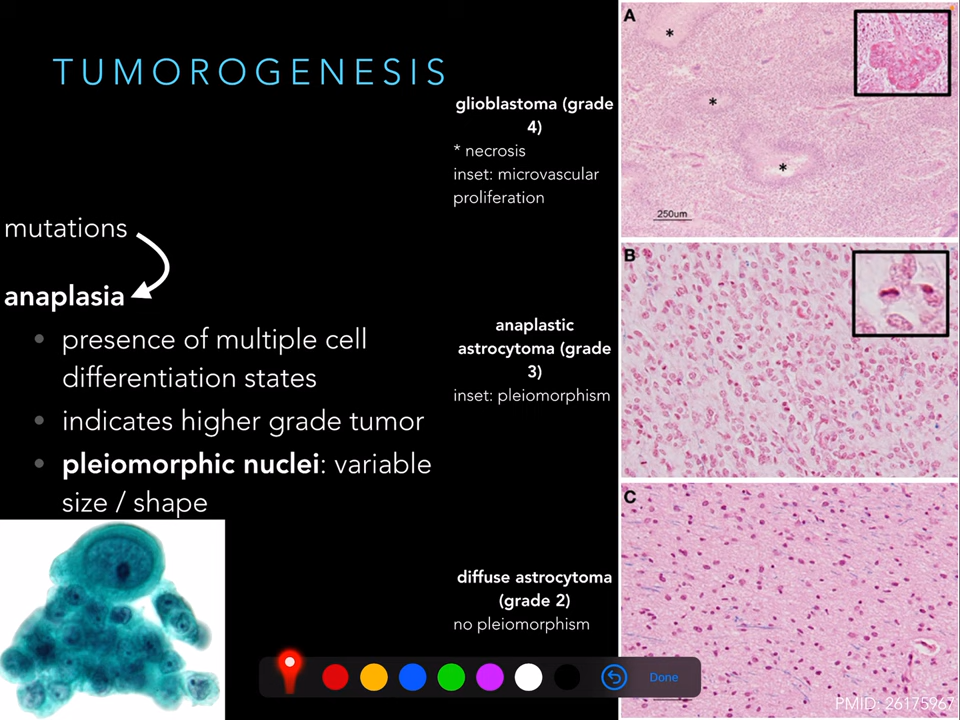 TUMOROGENESIS
mutations
anaplasia
presence of multiple cell
differentiation states
indicates higher grade tumor
pleiomorphic nuclei: variable
size / shape
glioblastoma (grade
4)
* necrosis
inset: microvascular
proliferation
anaplastic
astrocytoma (grade
3)
inset: pleiomorphism
diffuse astrocytoma
(grade 2)
no pleiomorphism
A
*
*
*
250um
B
C
Done
PMID: 26175967